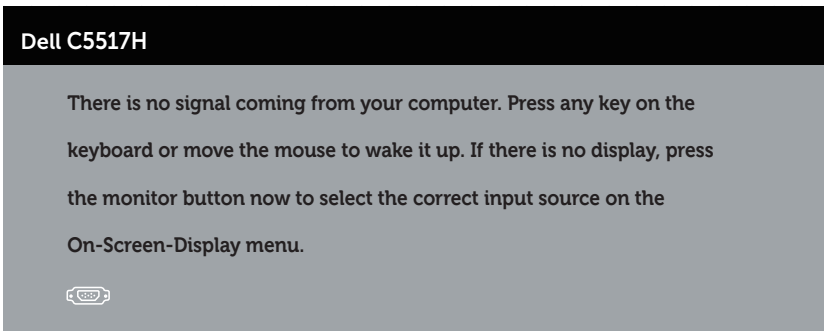 Dell C5517H
There is no signal coming from your computer. Press any key on the
keyboard or move the mouse to wake it up. If there is no display, press
the monitor button now to select the correct input source on the
On-Screen-Display menu.